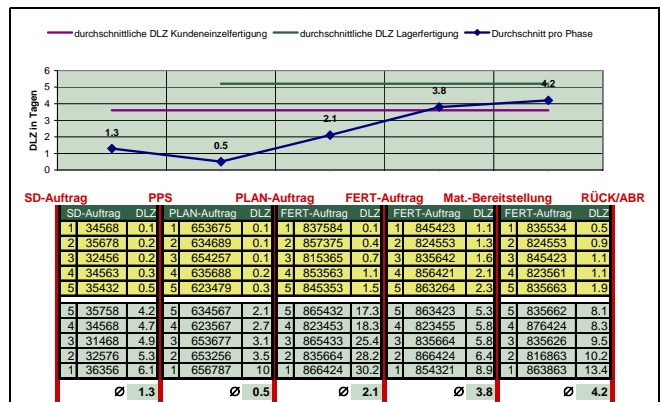 durchschnittliche DLZ Kundeneinzelfertigung durchschnittliche DLZ Lagerfertigung Durchschnitt pro Phase
DLZ in Tagen
6
5
4
3
2
1
0
1.3
0.5
2.1
3.8
4.2
SD-Auftrag PPS PLAN-Auftrag FERT-Auftrag Mat.-Bereitstellung RÜCK/ABR
SD-Auftrag DLZ PLAN-Auftrag DLZ FERT-Auftrag DLZ FERT-Auftrag DLZ FERT-Auftrag DLZ
1 34568 0.1 1 653675 0.1 1 837584 0.1 1 845423 1.1 1 835534 0.5
2 35678 0.2 2 634689 0.1 2 857375 0.4 2 824553 1.3 2 824553 0.9
3 32456 0.2 3 654257 0.1 3 815365 0.7 3 835642 1.6 3 845423 1.1
4 34563 0.3 4 635688 0.2 4 853563 1.1 4 856421 2.1 4 823561 1.1
5 35432 0.5 5 623479 0.3 5 845353 1.5 5 863264 2.3 5 835663 1.9
5 35758 4.2 5 634567 2.1 5 865432 17.3 5 863423 5.3 5 835662 8.1
4 34568 4.7 4 623567 2.7 4 823453 18.3 4 823455 5.8 4 876424 8.3
3 31468 4.9 3 653677 3.1 3 865433 25.4 3 835664 5.8 3 835626 9.5
2 32576 5.3 2 653256 3.5 2 835664 28.2 2 866424 6.4 2 816863 10.2
1 36356 6.1 1 656787 10 1 866424 30.2 1 854321 8.9 1 863863 13.4
Ø 1.3 Ø 0.5 Ø 2.1 Ø 3.8 Ø 4.2